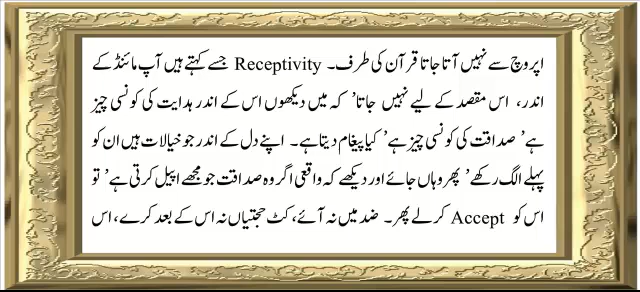 اپروچ سے نہیں آتا جاتا قرآن کی طرف۔ Receptivity جسے کہتے ہیں آپ مائنڈ کے
اندر، اس مقصد کے لیے نہیں جاتا’ کہ میں دیکھوں اس کے اندر ہدایت کی کونسی چیز
ہے’ صداقت کی کونسی چیز ہے’ کیا پیغام دیتا ہے۔ اپنے دل کے اندر جو خیالات ہیں ان کو
پہلے الگ رکھے’ پھر وہاں جائے اور دیکھے کہ واقعی اگر وہ صداقت جو مجھے اپیل کرتی ہے’ تو
اس کو Accept کرلے پھر۔ ضد میں نہ آئے، کٹ حجتیاں نہ اس کے بعد کرے، اس